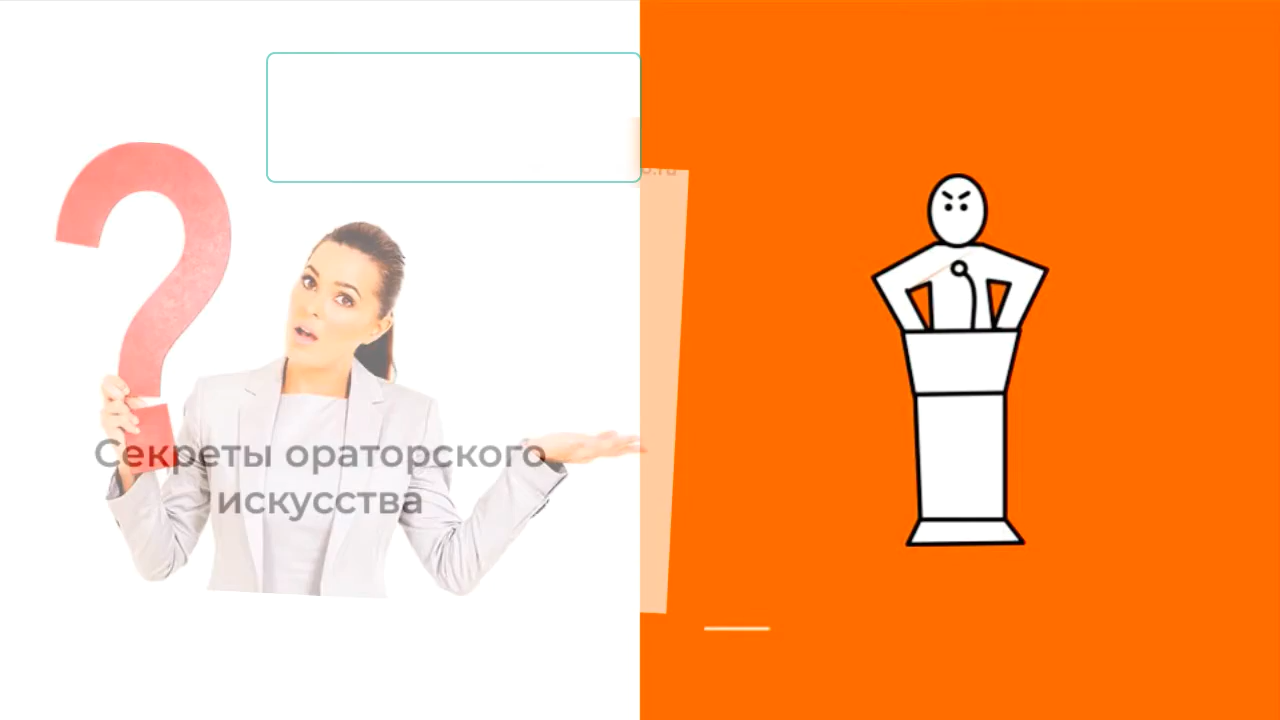 Секреты ораторского
искусства